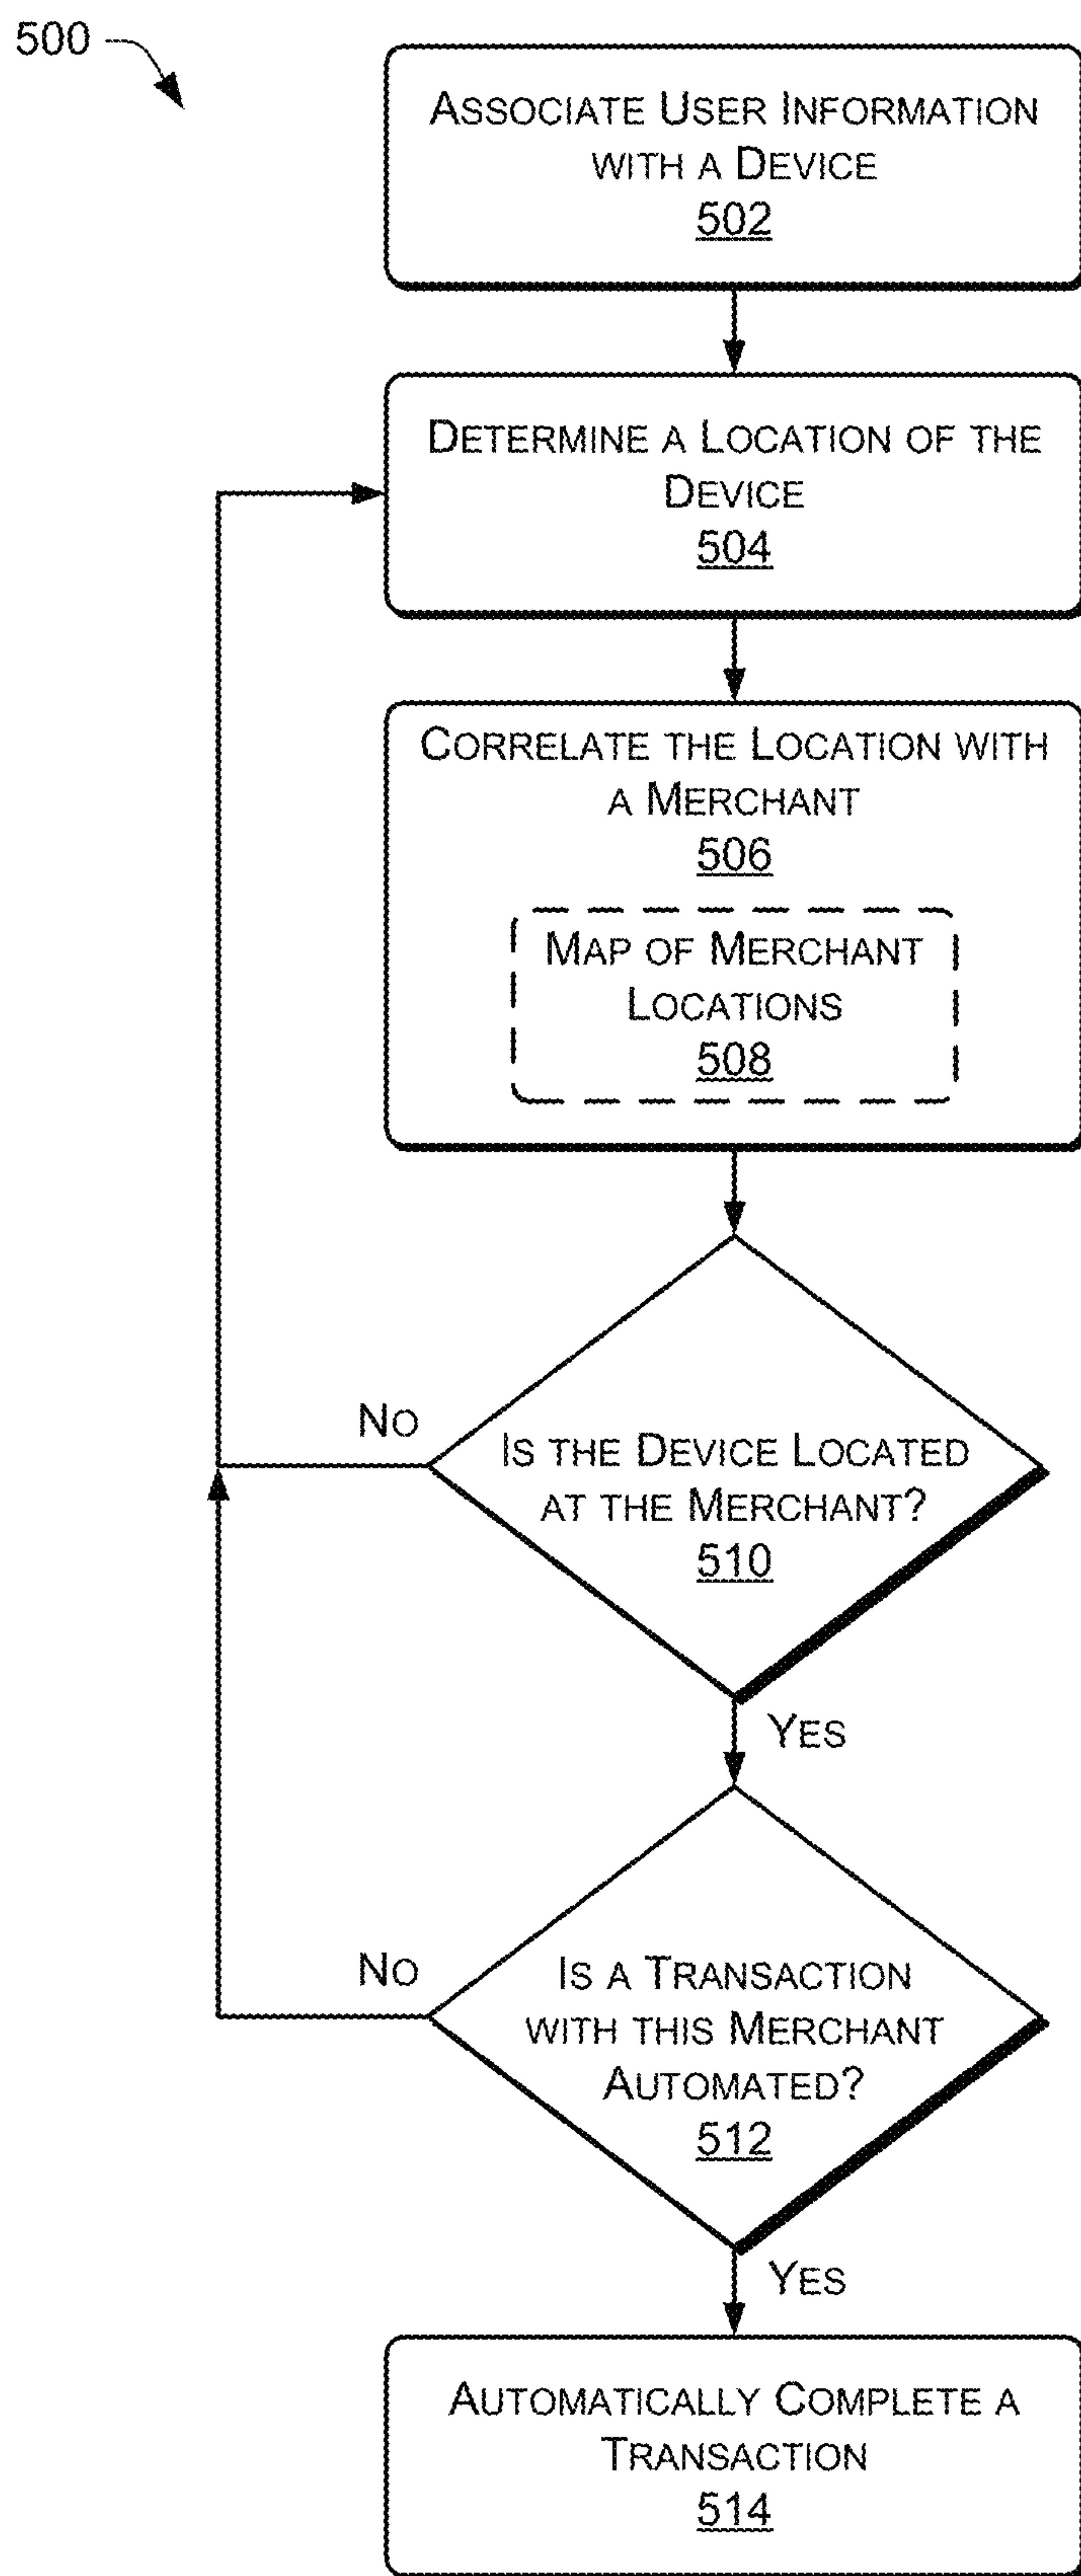 500
ASSOCIATE USER INFORMATION
WITH A DEVICE
502
DETERMINE A LOCATION OF THE
DEVICE
504
CORRELATE THE LOCATION WITH
A MERCHANT
506
MAP OF MERCHANT
LOCATIONS
508
NO
IS THE DEVICE LOCATED
AT THE MERCHANT?
510
YES
NO
IS A TRANSACTION
WITH THIS MERCHANT
AUTOMATED?
512
YES
AUTOMATICALLY COMPLETE A
TRANSACTION
514